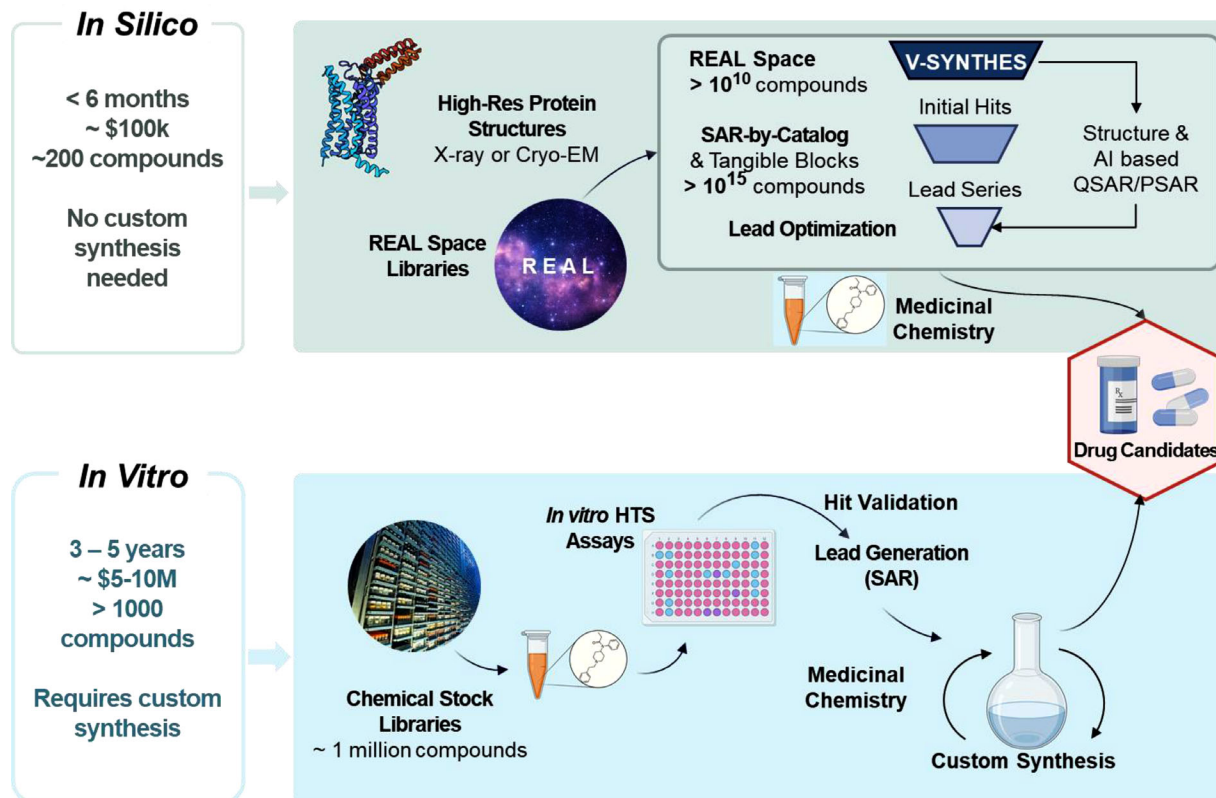 In Silico
< 6 months
~ $100k
~200 compounds
No custom
synthesis
needed
High-Res Protein
Structures
X-ray or Cryo-EM
REAL Space
Libraries
REAL
REAL Space
> 10¹⁰ compounds
SAR-by-Catalog
& Tangible Blocks
> 10¹⁵ compounds
Lead Optimization
V-SYNTHES
Initial Hits
Lead Series
Structure &
AI based
QSAR/PSAR
Medicinal
Chemistry
Rx
Drug Candidates
In Vitro
3 – 5 years
~ $5-10M
> 1000
compounds
Requires custom
synthesis
Chemical Stock
Libraries
~ 1 million compounds
In vitro HTS
Assays
Hit Validation
Lead Generation
(SAR)
Medicinal
Chemistry
Custom Synthesis